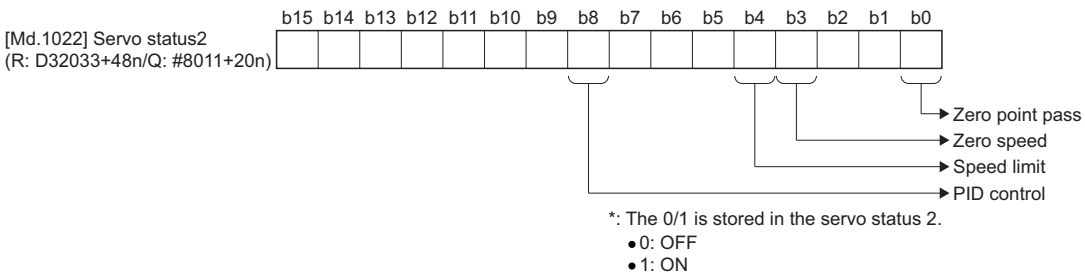 b15 b14 b13 b12 b11 b10 b9 b8 b7 b6 b5 b4 b3 b2 b1 b0
[Md.1022] Servo status2
(R: D32033+48n/Q: #8011+20n)
Zero point pass
Zero speed
Speed limit
PID control
*: The 0/1 is stored in the servo status 2.
● 0: OFF
● 1: ON